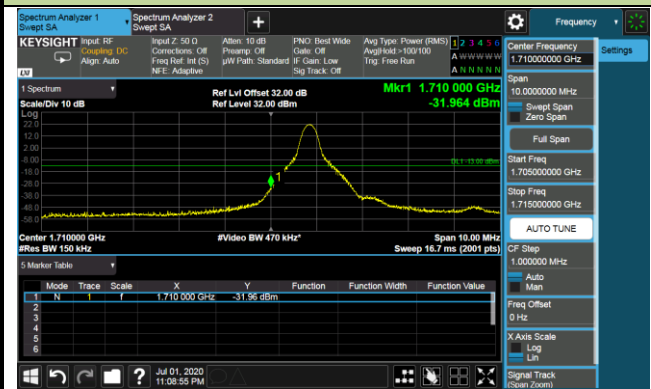 Spectrum Analyzer 1
Swept SA
Spectrum Analyzer 2
Swept SA
+
Frequency
KEYSIGHT
Input: RF
Coupling: DC
Align: Auto
Input Z: 50 Ω
Corrections: Off
Freq Ref: Int (S)
NFE: Adaptive
Atten: 10 dB
Preamp: Off
µW Path: Standard
PNO: Best Wide
Gate: Off
IF Gain: Low
Sig Track: Off
Avg Type: Power (RMS)
Avg|Hold:>100/100
Trig: Free Run
1 2 3 4 5 6
A W W W W W
A N N N N N
Center Frequency
1.710000000 GHz
Settings
LXI
1 Spectrum
Scale/Div 10 dB
Log
Ref Lvl Offset 32.00 dB
Ref Level 32.00 dBm
Mkr1 1.710 000 GHz
-31.964 dBm
22.0
12.0
2.00
-8.00
-18.0
-28.0
-38.0
-48.0
-58.0
DL1 -13.00 dBm
1
Center 1.710000 GHz
#Res BW 150 kHz
#Video BW 470 kHz*
Span 10.00 MHz
Sweep 16.7 ms (2001 pts)
Span
10.0000000 MHz
Swept Span
Zero Span
Full Span
Start Freq
1.705000000 GHz
Stop Freq
1.715000000 GHz
AUTO TUNE
CF Step
1.000000 MHz
Auto
Man
Freq Offset
0 Hz
X Axis Scale
Log
Lin
Signal Track
(Span Zoom)
5 Marker Table
Mode Trace Scale X Y Function Function Width Function Value
1 N 1 f 1.710 000 GHz -31.96 dBm
2
3
4
5
6
?
Jul 01, 2020
11:08:55 PM